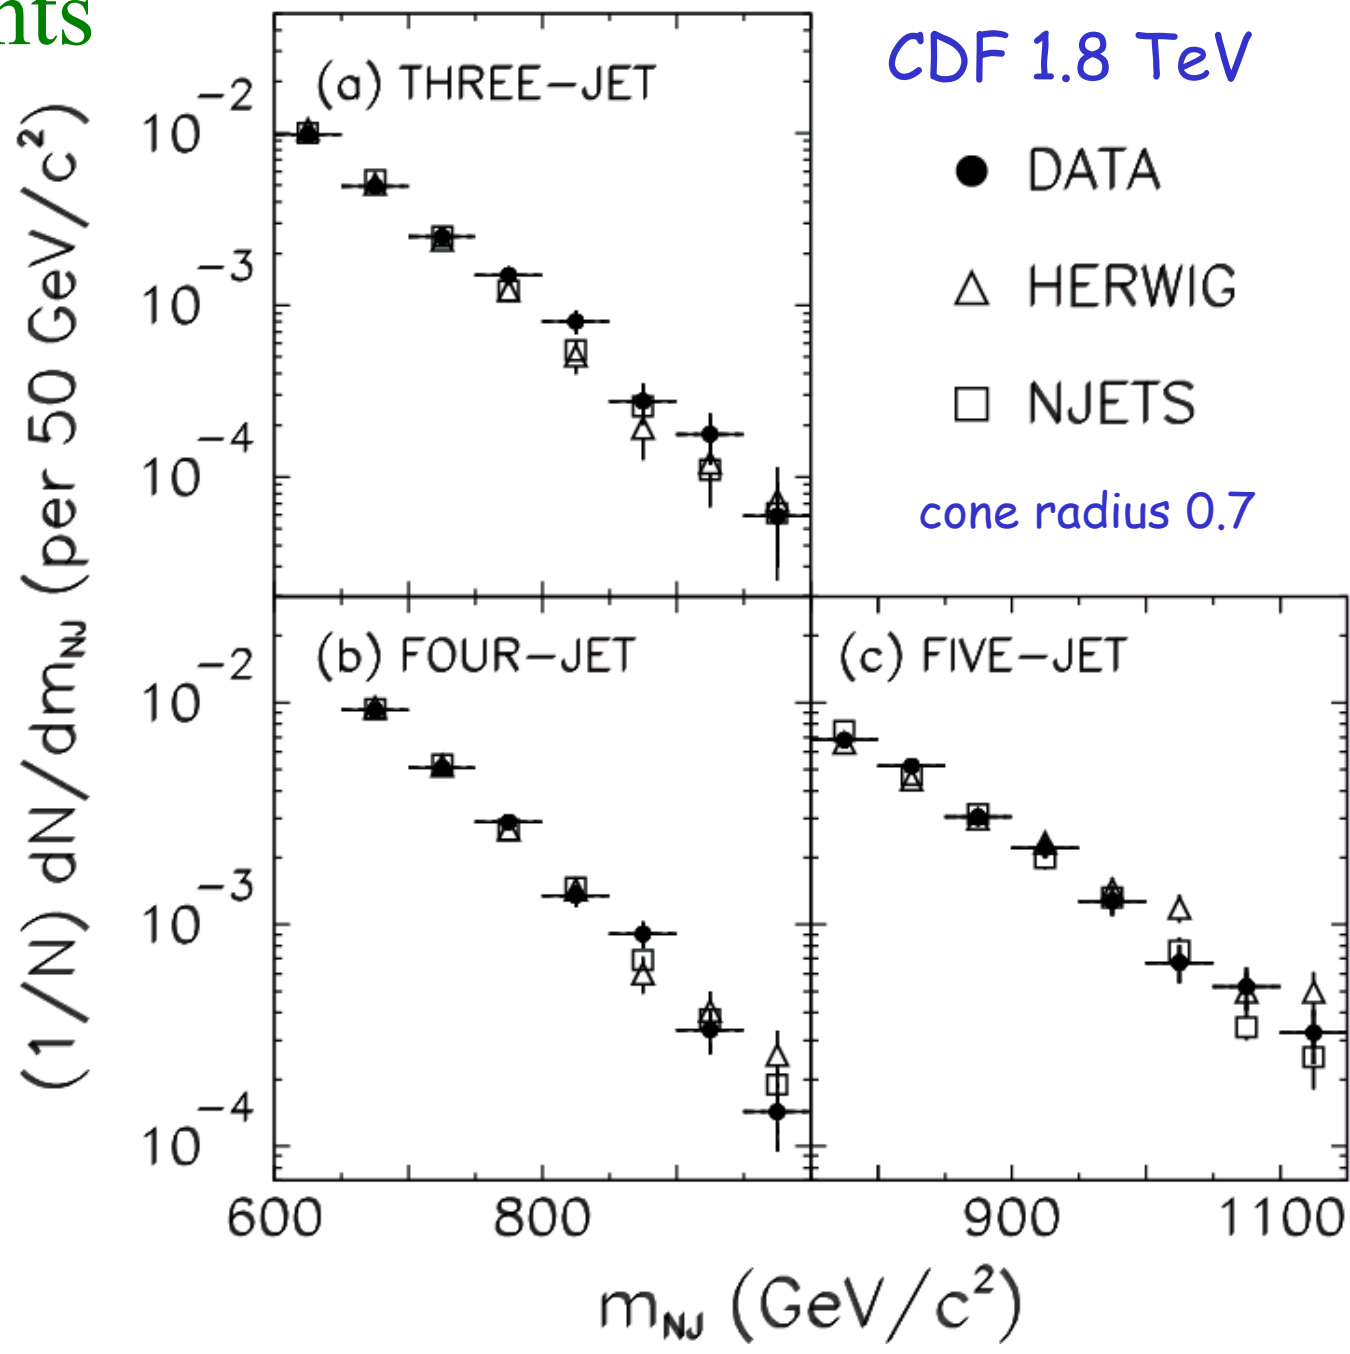 CDF 1.8 TeV
(a) THREE-JET
DATA
HERWIG
NJETS
cone radius 0.7
10⁻²
10⁻³
10⁻⁴
(1/N) dN/dm_NJ (per 50 GeV/c²)
(b) FOUR-JET
(c) FIVE-JET
10⁻²
10⁻³
10⁻⁴
600 800 900 1100
m_NJ (GeV/c²)